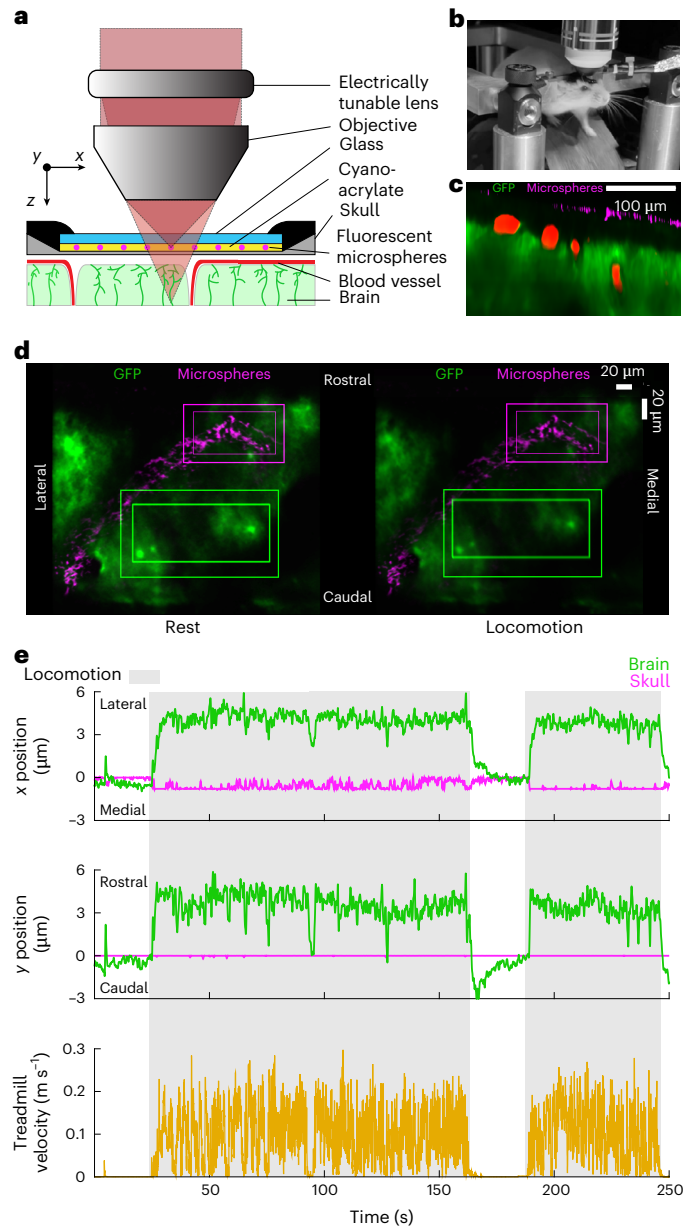 a
Electrically
tunable lens
Objective
Glass
Cyano-
acrylate
Skull
Fluorescent
microspheres
Blood vessel
Brain
y
x
z
b
c
GFP Microspheres
100 µm
d
GFP Microspheres
Rostral
GFP Microspheres
20 µm
20 µm
Lateral
Medial
Caudal
Rest
Locomotion
e
Locomotion
Brain
Skull
x position
(µm)
6
3
0
–3
Lateral
Medial
y position
(µm)
6
3
0
–3
Rostral
Caudal
Treadmill
velocity (m s–1)
0.3
0.2
0.1
0
50 100 150 200 250
Time (s)